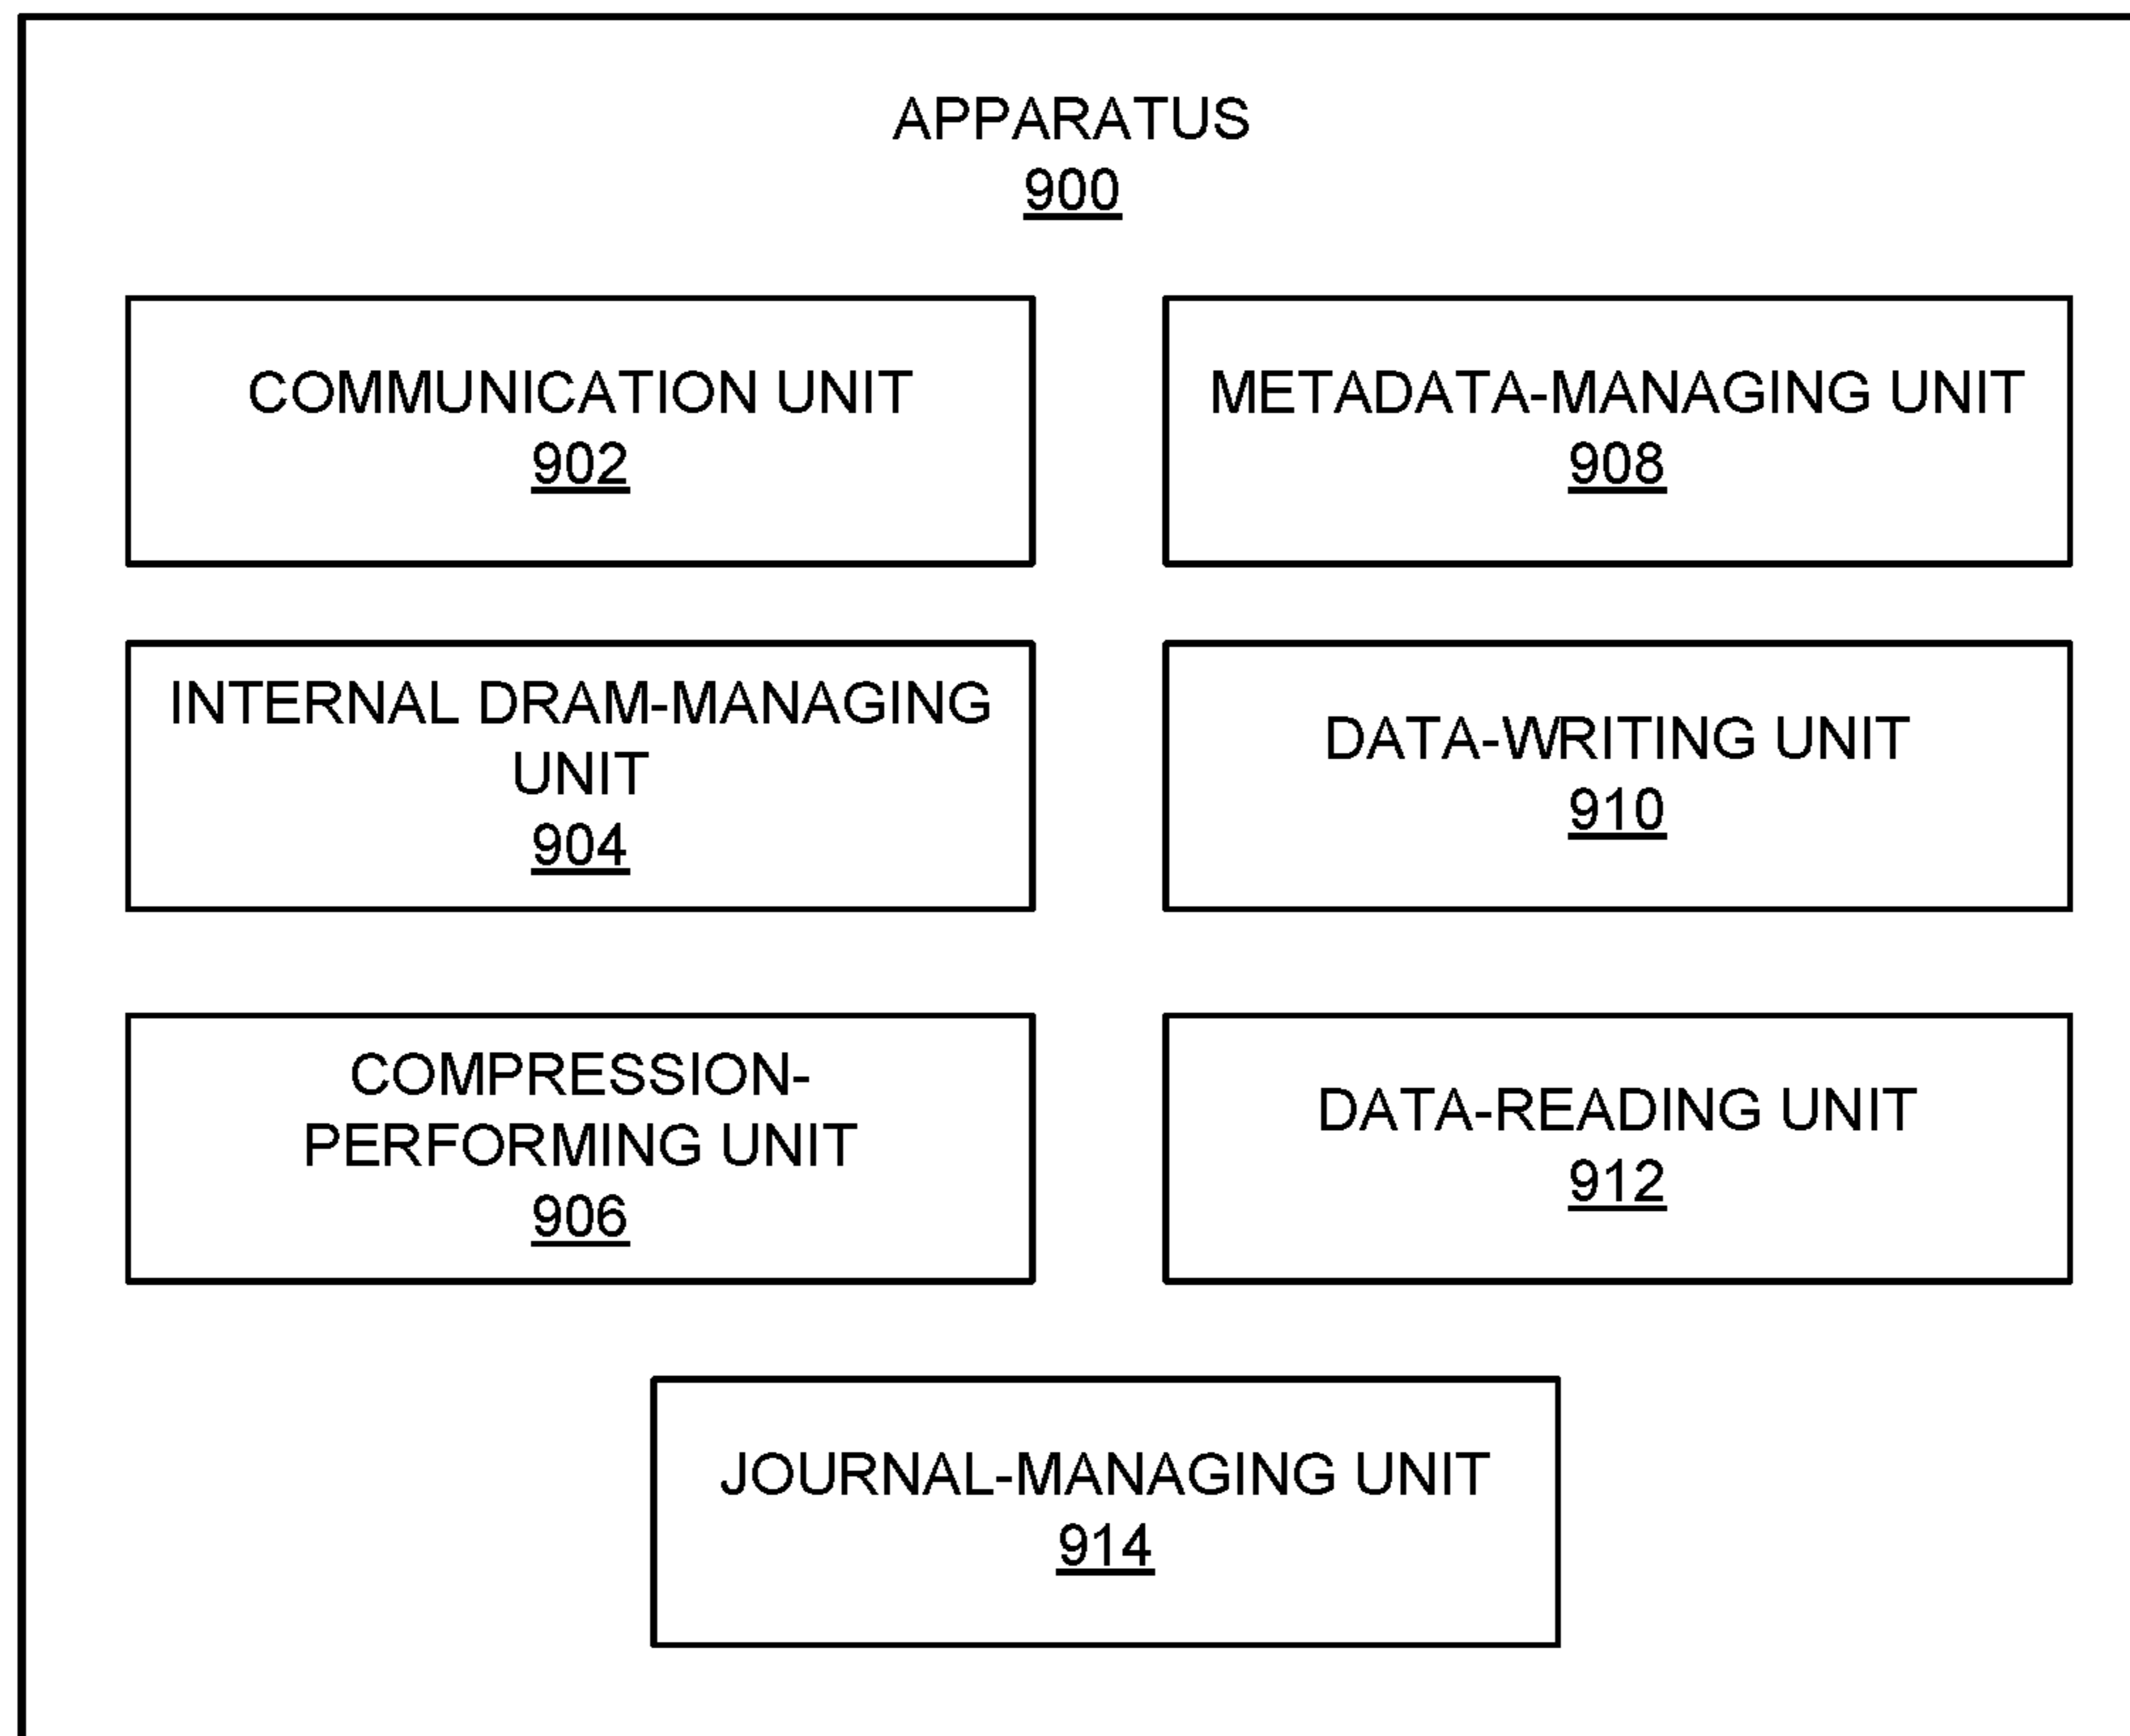 APPARATUS
900
COMMUNICATION UNIT
902
METADATA-MANAGING UNIT
908
INTERNAL DRAM-MANAGING
UNIT
904
DATA-WRITING UNIT
910
COMPRESSION-
PERFORMING UNIT
906
DATA-READING UNIT
912
JOURNAL-MANAGING UNIT
914